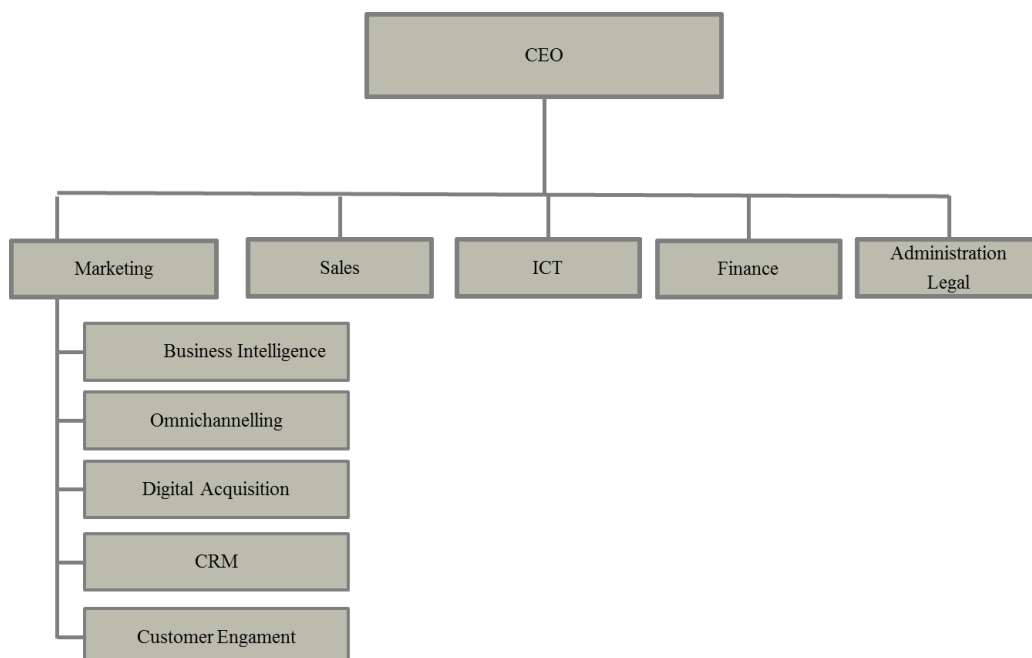 CEO
Marketing
Sales
ICT
Finance
Administration
Legal
Business Intelligence
Omnichannelling
Digital Acquisition
CRM
Customer Engament